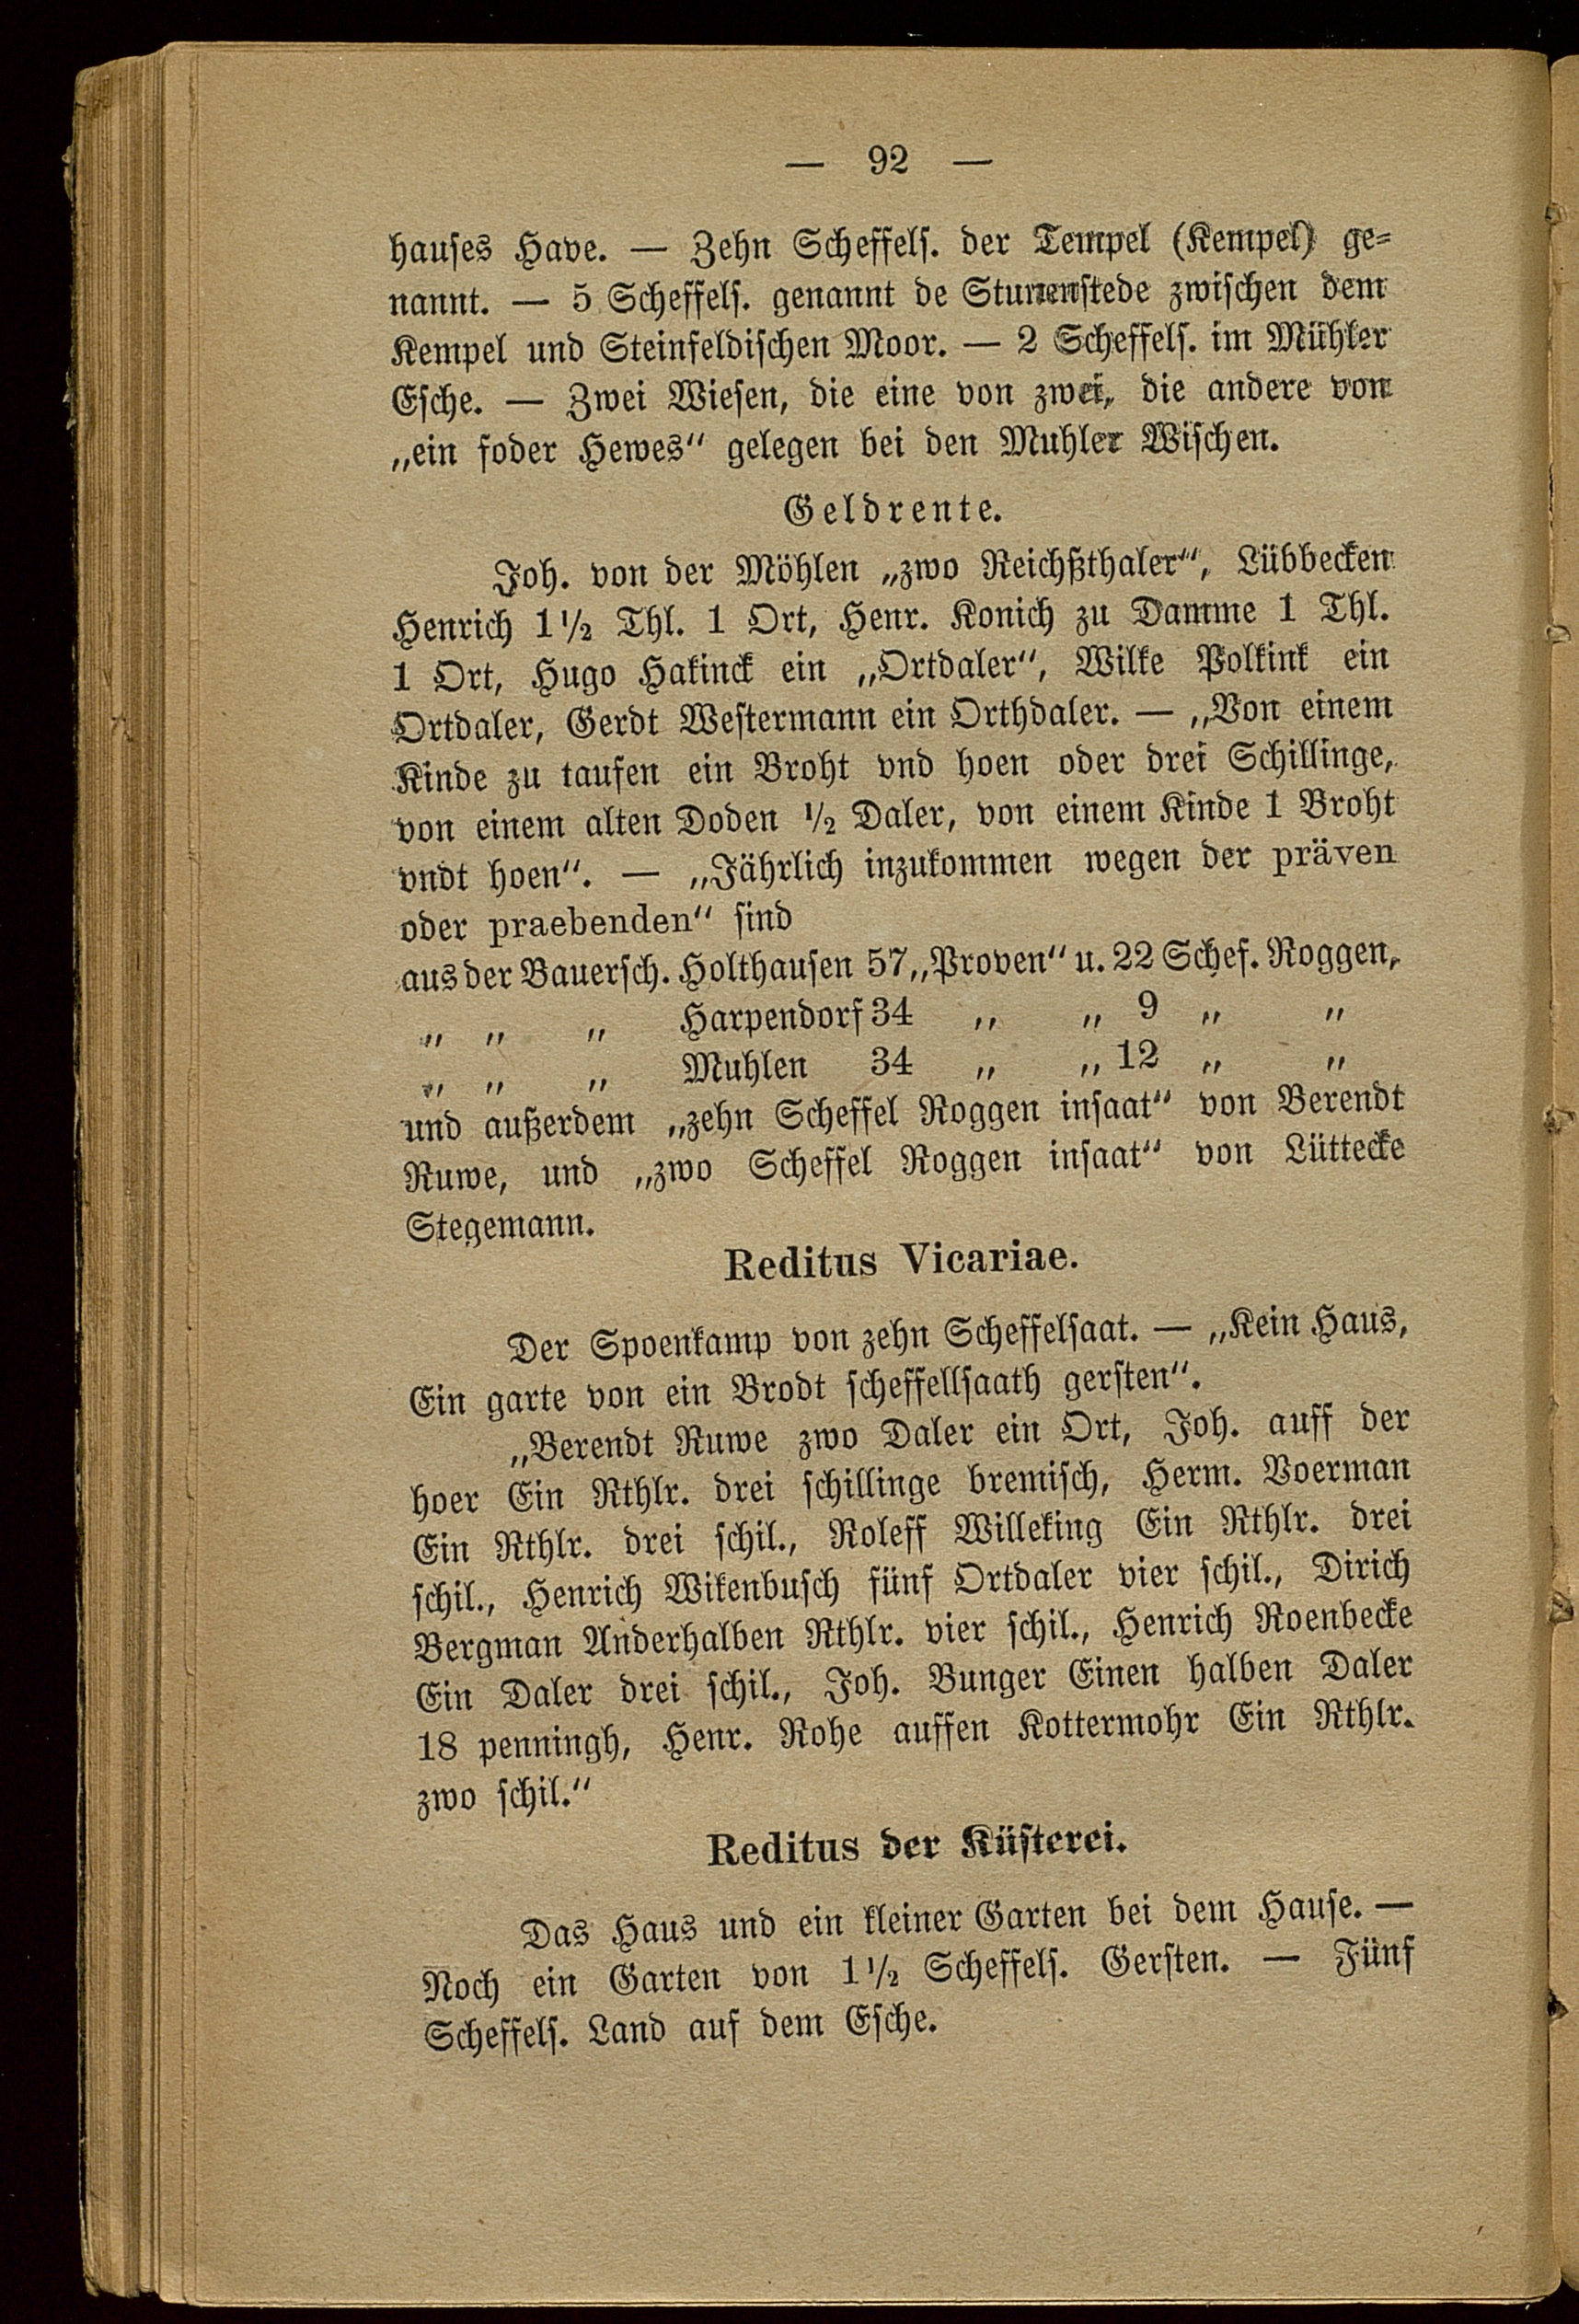 — 92 —
hauses Have. — Zehn Scheffels. der Tempel (Kempel) ge-
nannt. — 5 Scheffels. genannt de zwischen dem
Kempel und Steinfeldischen Moor. — 2 Scheffels. im Mühler
Esche. — Zwei Wiesen, die eine von zwei, die andere von
„ein foder Hewes“ gelegen bei den Muhler Wischen.
Geldrente.
Joh. von der Möhlen „zwo Reichßthaler“, Lübbecken
Henrich 1½ Thl. 1 Ort, Henr. Konich zu Damme 1 Thl.
1 Ort, Hugo Hakinck ein „Ortdaler“, Wilke Polkink ein
Ortdaler, Gerdt Westermann ein Orthdaler. — „Von einem
Kinde zu taufen ein Broht vnd hoen oder drei Schillinge,
von einem alten Doden ½ Daler, von einem Kinde 1 Broht
vndt hoen“. — „Jährlich inzukommen wegen der präven
oder praebenden“ sind
aus der Bauersch. Holthausen 57 „Proven“ u. 22 Schef. Roggen,
„ „ „ Harpendorf 34 „ „ 9 „ „
„ „ „ Muhlen 34 „ „ 12 „ „
und außerdem „zehn Scheffel Roggen insaat“ von Berendt
Ruwe, und „zwo Scheffel Roggen insaat“ von Lüttecke
Stegemann.
Reditus Vicariae.
Der Spoenkamp von zehn Scheffelsaat. — „Kein Haus,
Ein garte von ein Brodt scheffellsaath gersten“.
„Berendt Ruwe zwo Daler ein Ort, Joh. auff der
hoer Ein Rthlr. drei schillinge bremisch, Herm. Voerman
Ein Rthlr. drei schil., Roleff Willeking Ein Rthlr. drei
schil., Henrich Wikenbusch fünf Ortdaler vier schil., Dirich
Bergman Anderhalben Rthlr. vier schil., Henrich Roenbecke
Ein Daler drei schil., Joh. Bunger Einen halben Daler
18 penningh, Henr. Rohe auffen Kottermohr Ein Rthlr.
zwo schil.“
Reditus der Küsterei.
Das Haus und ein kleiner Garten bei dem Hause. —
Noch ein Garten von 1½ Scheffels. Gersten. — Fünf
Scheffels. Land auf dem Esche.